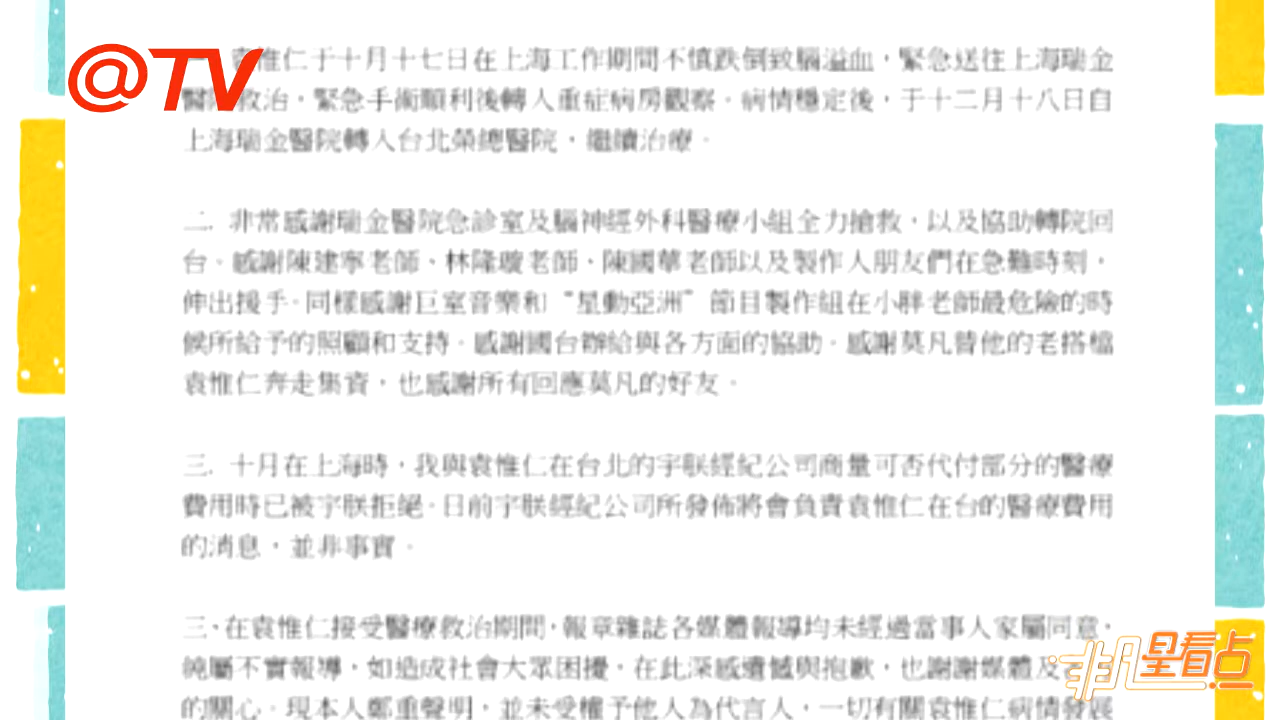 @TV
袁惟仁于十月十七日在上海工作期間不慎跌倒致腦溢血，緊急送往上海瑞金
醫院救治，緊急手術順利後轉入重症病房觀察。病情穩定後，于十二月十八日自
上海瑞金醫院轉入台北榮總醫院，繼續治療。
二. 非常感謝瑞金醫院急診室及腦神經外科醫療小組全力搶救，以及協助轉院回
台。感謝陳建寧老師、林隆璇老師、陳國華老師以及製作人朋友們在急難時刻，
伸出援手。同樣感謝巨室音樂和“星動亞洲”節目製作組在小胖老師最危險的時
候所給予的照顧和支持。感謝國台辦給與各方面的協助。感謝莫凡替他的老搭檔
袁惟仁奔走集資，也感謝所有回應莫凡的好友。
三. 十月在上海時，我與袁惟仁在台北的宇聯經紀公司商量可否代付部分的醫療
費用時已被宇聯拒絕。日前宇聯經紀公司所發佈將會負責袁惟仁在台的醫療費用
的消息，並非事實。
三、在袁惟仁接受醫療救治期間，報章雜誌各媒體報導均未經過當事人家屬同意，
純屬不實報導，如造成社會大眾困擾，在此深感遺憾與抱歉，也謝謝媒體及
的關心。現本人鄭重聲明，並未受權予他人為代言人，一切有關袁惟仁病情發展
非凡星看点